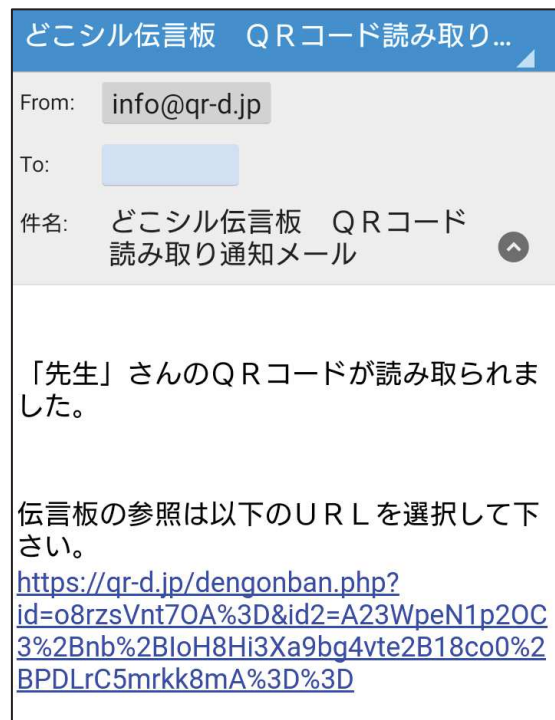 どこシル伝言板　ＱＲコード読み取り...
From: info@qr-d.jp
To:
件名: どこシル伝言板　ＱＲコード
読み取り通知メール
「先生」さんのＱＲコードが読み取られま
した。
伝言板の参照は以下のＵＲＬを選択して下
さい。
https://qr-d.jp/dengonban.php?
id=o8rzsVnt7OA%3D&id2=A23WpeN1p2OC
3%2Bnb%2BIoH8Hi3Xa9bg4vte2B18co0%2
BPDLrC5mrkk8mA%3D%3D